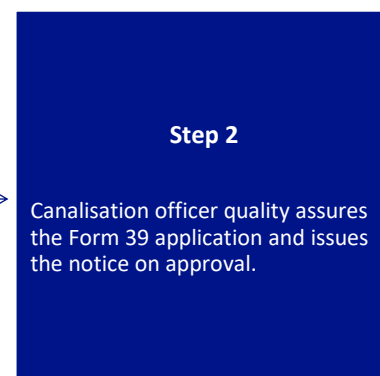 Step 2
Canalisation officer quality assures
the Form 39 application and issues
the notice on approval.